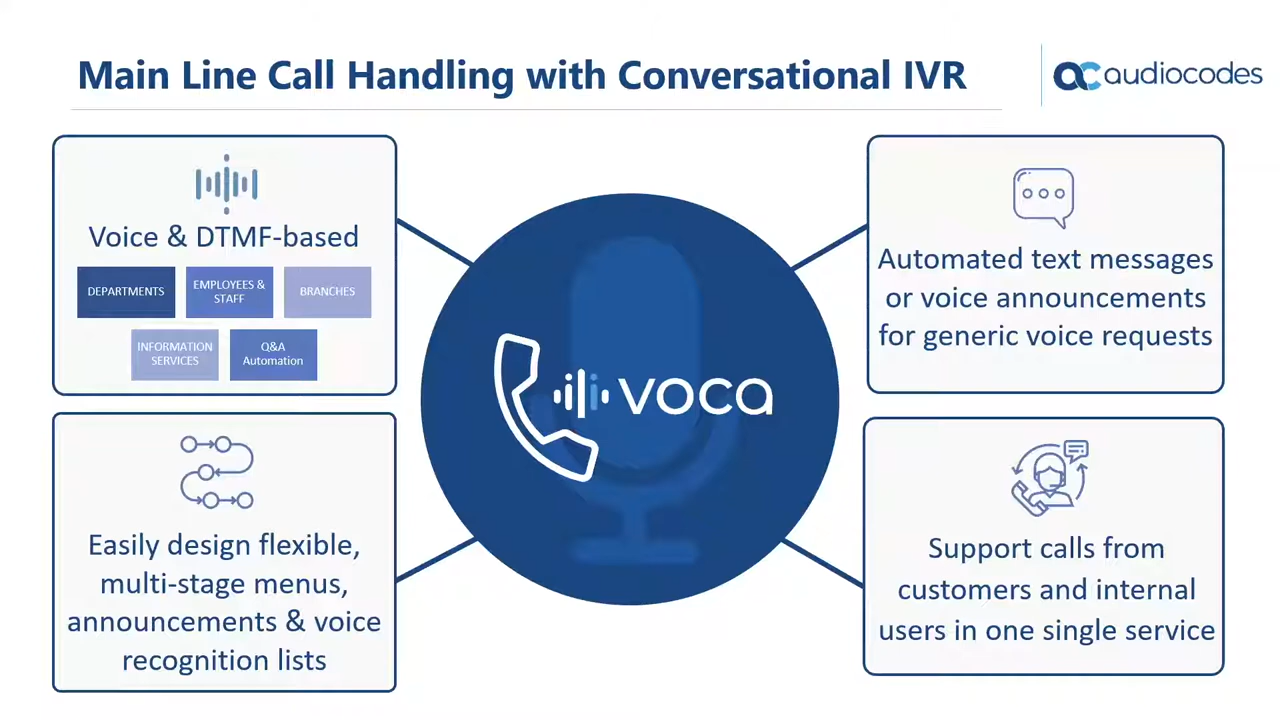 Main Line Call Handling with Conversational IVR
audiocodes
Voice & DTMF-based
DEPARTMENTS
EMPLOYEES &
STAFF
BRANCHES
INFORMATION
SERVICES
Q&A
Automation
Easily design flexible,
multi-stage menus,
announcements & voice
recognition lists
voca
Automated text messages
or voice announcements
for generic voice requests
Support calls from
customers and internal
users in one single service